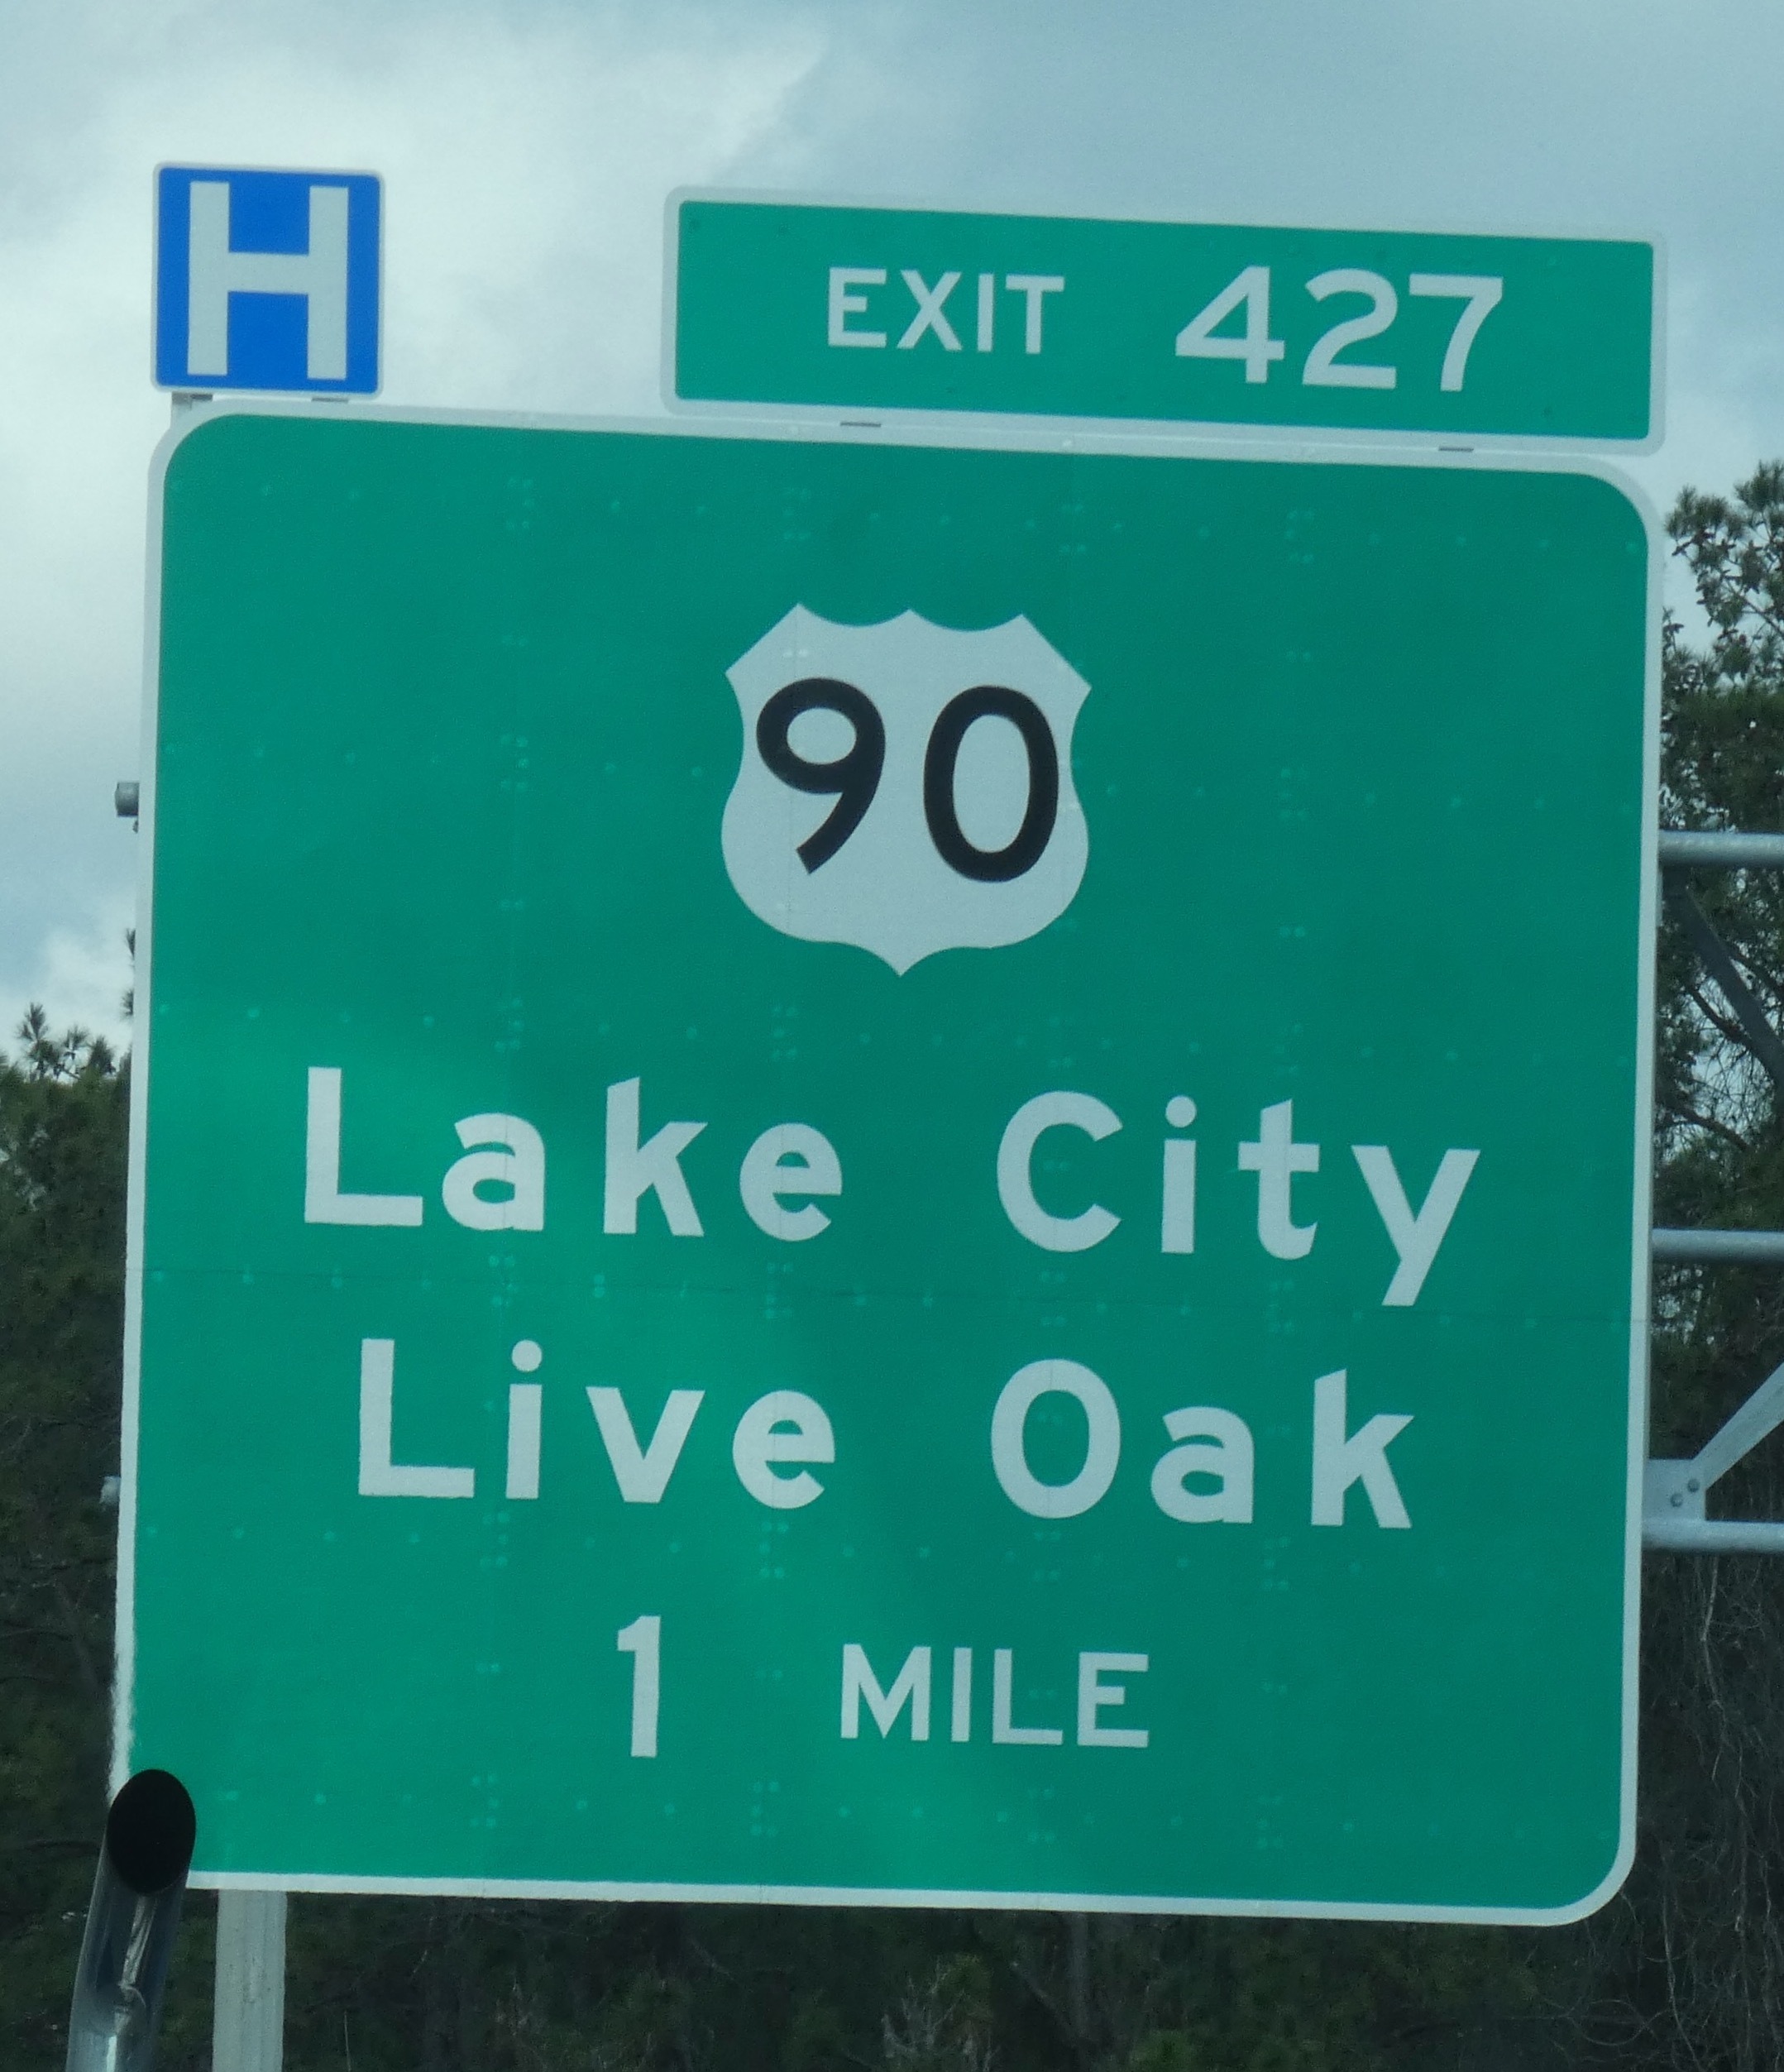 H
EXIT 427
90
Lake City
Live Oak
1 MILE